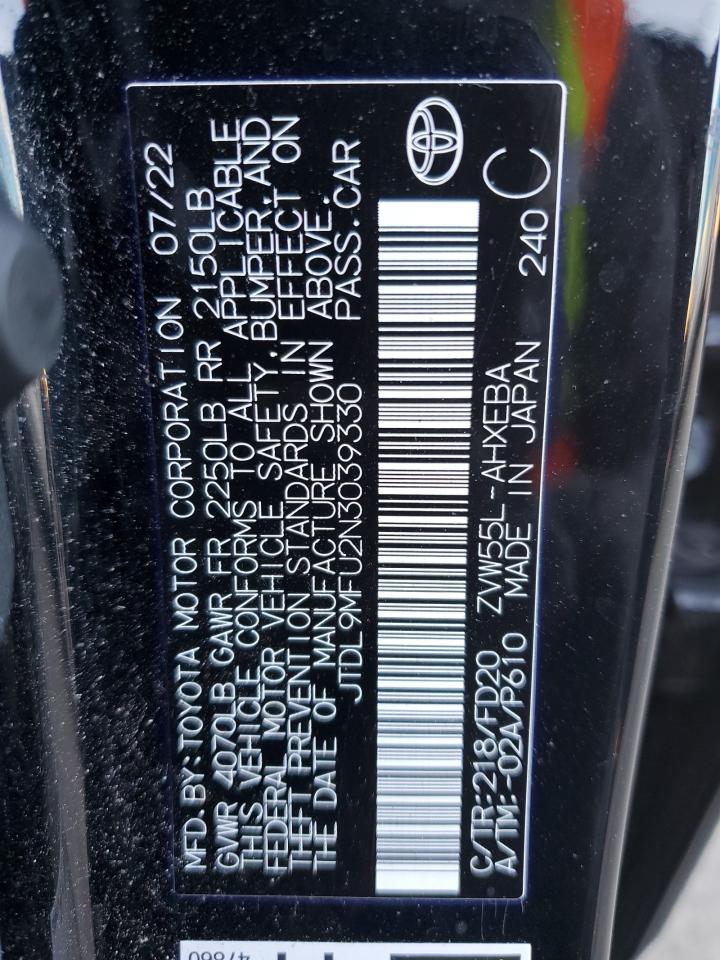 MFD. BY: TOYOTA MOTOR CORPORATION 07/22
GVWR 4070LB GAWR FR 2250LB RR 2150LB
THIS VEHICLE CONFORMS TO ALL APPLICABLE
FEDERAL MOTOR VEHICLE SAFETY, BUMPER, AND
THEFT PREVENTION STANDARDS IN EFFECT ON
THE DATE OF MANUFACTURE SHOWN ABOVE.
JTDL9MFU2N3039330 PASS. CAR
C/TR: 218/FD20 ZVW55L-AHXEBA
A/TM: -02A/P610 MADE IN JAPAN 240 C
47860